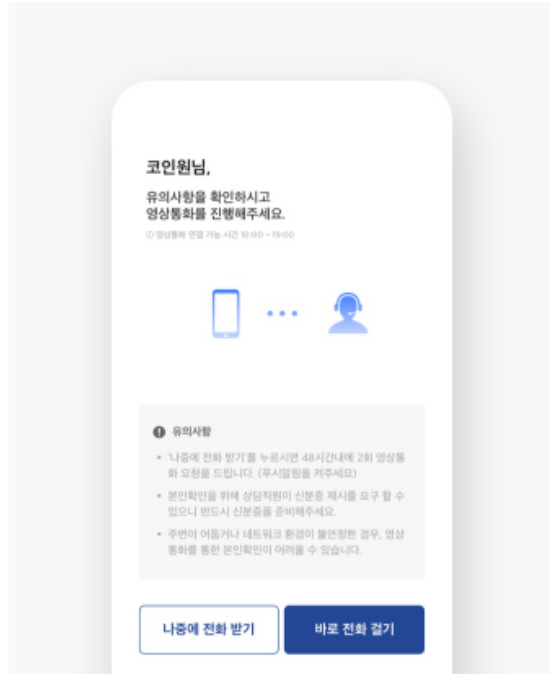 코인원님,
유의사항을 확인하시고
영상통화를 진행해주세요.
ⓘ 영상통화 연결 가능 시간 10:00 ~ 19:00
유의사항
• '나중에 전화 받기'를 누르시면 48시간내에 2회 영상통
화 요청을 드립니다. (푸시알림을 켜주세요)
• 본인확인을 위해 상담직원이 신분증 제시를 요구 할 수
있으니 반드시 신분증을 준비해주세요.
• 주변이 어둡거나 네트워크 환경이 불안정한 경우, 영상
통화를 통한 본인확인이 어려울 수 있습니다.
나중에 전화 받기
바로 전화 걸기